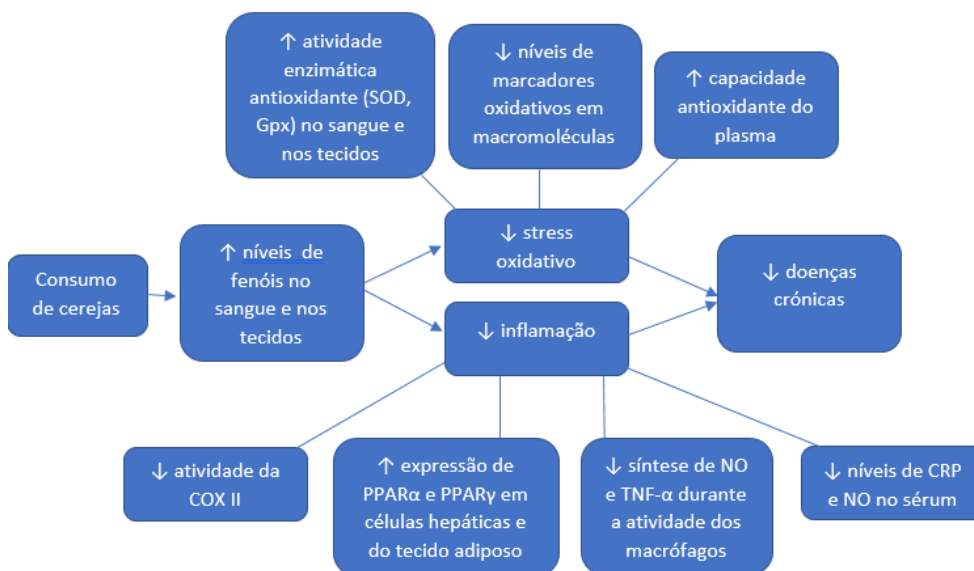 ↑ atividade
enzimática
antioxidante (SOD,
Gpx) no sangue e
nos tecidos
↓ níveis de
marcadores
oxidativos em
macromoléculas
↑ capacidade
antioxidante do
plasma
Consumo
de cerejas
↑ níveis de
fenóis no
sangue e nos
tecidos
↓ stress
oxidativo
↓ inflamação
↓ doenças
crónicas
↓ atividade da
COX II
↑ expressão de
PPARα e PPARγ em
células hepáticas e
do tecido adiposo
↓ síntese de NO
e TNF-α durante
a atividade dos
macrófagos
↓ níveis de CRP
e NO no sérum